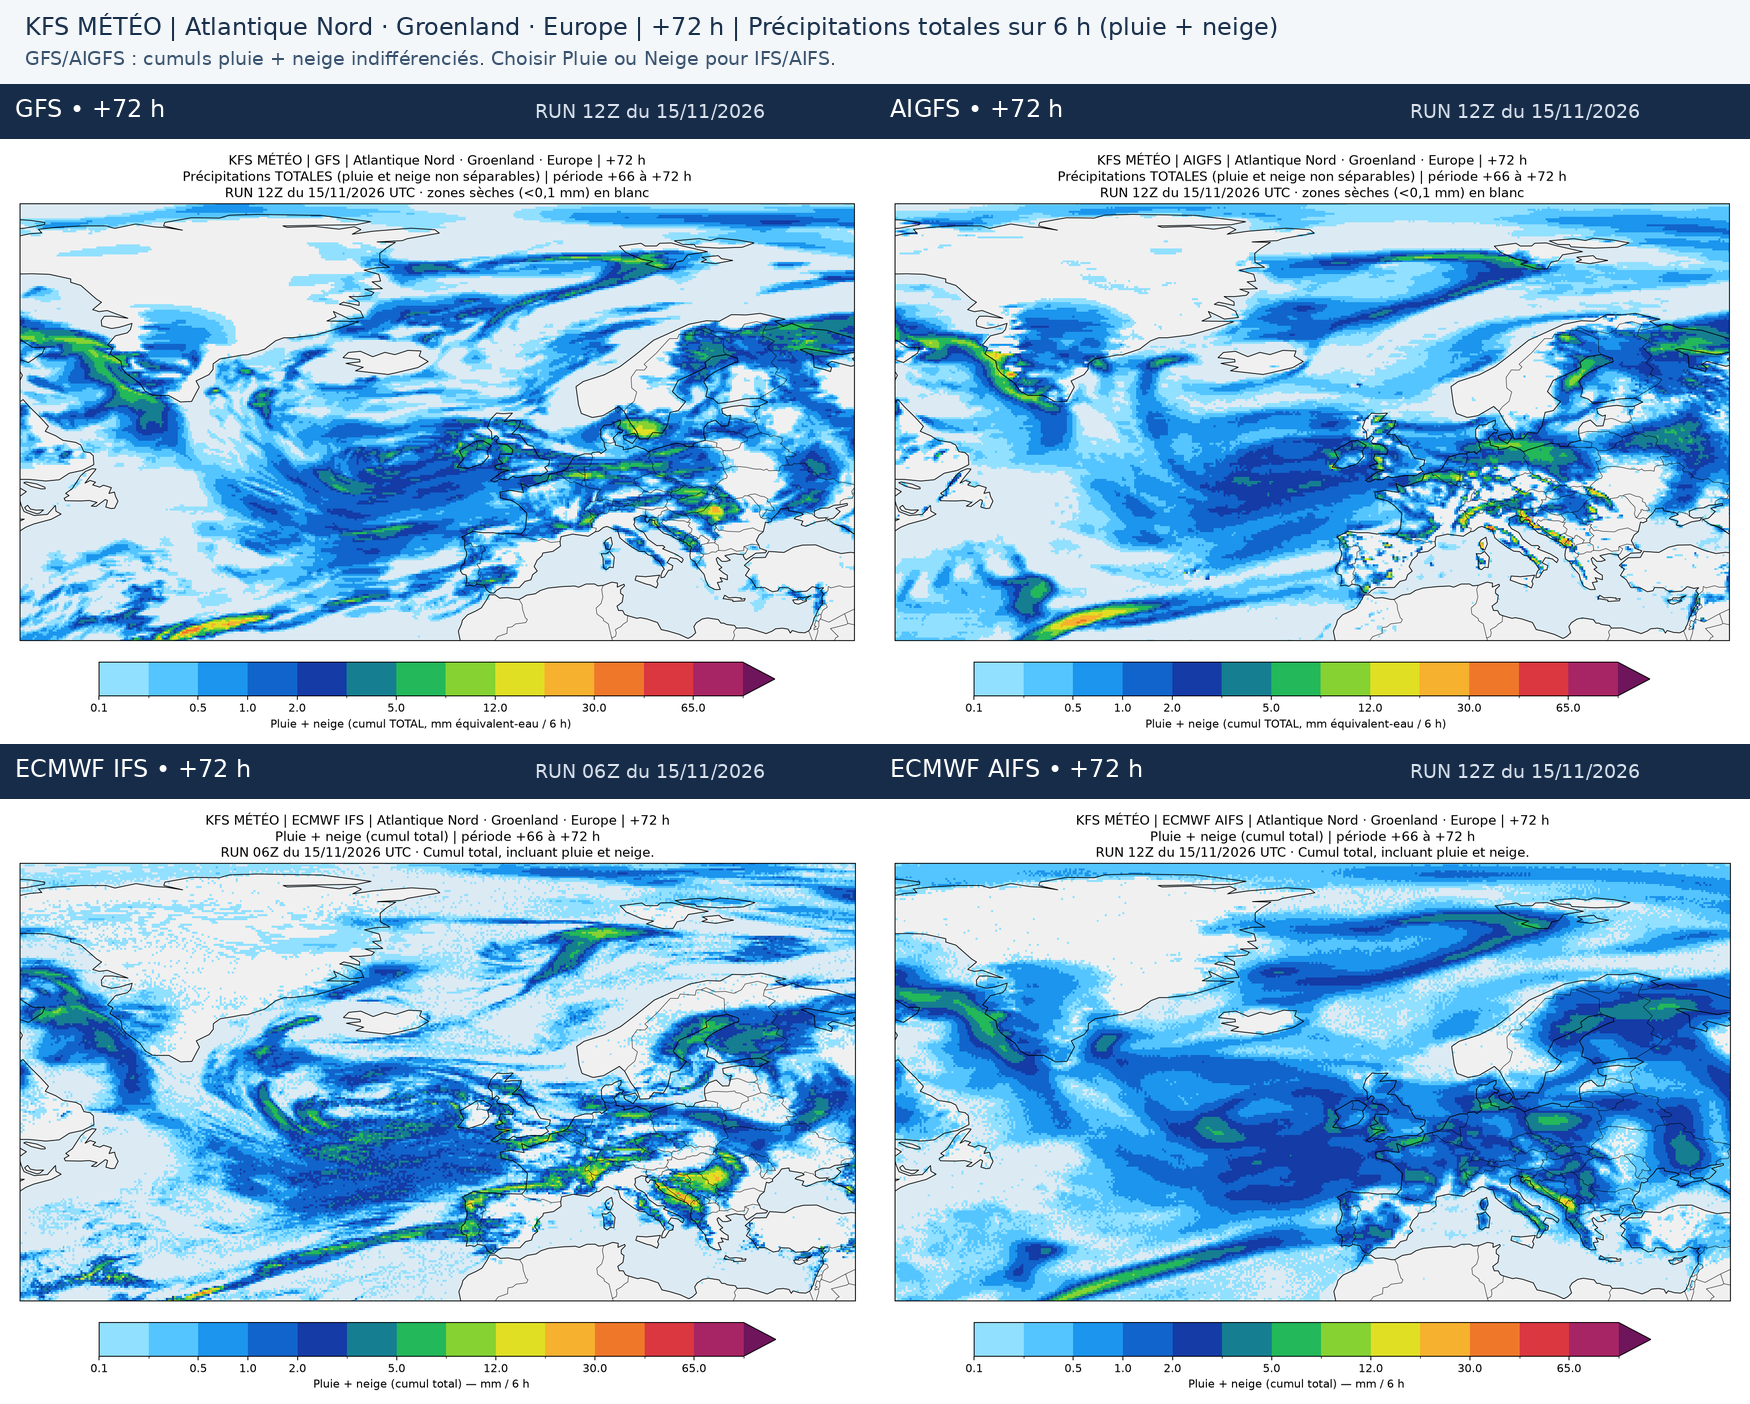 KFS MÉTÉO | Atlantique Nord · Groenland · Europe | +72 h | Précipitations totales sur 6 h (pluie + neige)
GFS/AIGFS : cumuls pluie + neige indifférenciés. Choisir Pluie ou Neige pour IFS/AIFS.
GFS • +72 h
RUN 12Z du 15/11/2026
KFS MÉTÉO | GFS | Atlantique Nord · Groenland · Europe | +72 h
Précipitations TOTALES (pluie et neige non séparables) | période +66 à +72 h
RUN 12Z du 15/11/2026 UTC · zones sèches (<0,1 mm) en blanc
0.1 0.5 1.0 2.0 5.0 12.0 30.0 65.0
Pluie + neige (cumul TOTAL, mm équivalent-eau / 6 h)
AIGFS • +72 h
RUN 12Z du 15/11/2026
KFS MÉTÉO | AIGFS | Atlantique Nord · Groenland · Europe | +72 h
Précipitations TOTALES (pluie et neige non séparables) | période +66 à +72 h
RUN 12Z du 15/11/2026 UTC · zones sèches (<0,1 mm) en blanc
0.1 0.5 1.0 2.0 5.0 12.0 30.0 65.0
Pluie + neige (cumul TOTAL, mm équivalent-eau / 6 h)
ECMWF IFS • +72 h
RUN 06Z du 15/11/2026
KFS MÉTÉO | ECMWF IFS | Atlantique Nord · Groenland · Europe | +72 h
Pluie + neige (cumul total) | période +66 à +72 h
RUN 06Z du 15/11/2026 UTC · Cumul total, incluant pluie et neige.
0.1 0.5 1.0 2.0 5.0 12.0 30.0 65.0
Pluie + neige (cumul total) — mm / 6 h
ECMWF AIFS • +72 h
RUN 12Z du 15/11/2026
KFS MÉTÉO | ECMWF AIFS | Atlantique Nord · Groenland · Europe | +72 h
Pluie + neige (cumul total) | période +66 à +72 h
RUN 12Z du 15/11/2026 UTC · Cumul total, incluant pluie et neige.
0.1 0.5 1.0 2.0 5.0 12.0 30.0 65.0
Pluie + neige (cumul total) — mm / 6 h